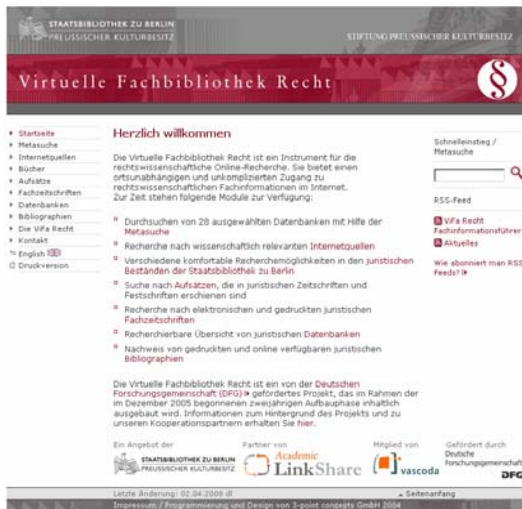 STAATSBIBLIOTHEK ZU BERLIN
PREUSSISCHER KULTURBESITZ
STIFTUNG PREUSSISCHER KULTURBESITZ
Virtuelle Fachbibliothek Recht
§
Startseite
Metasuche
Internetquellen
Bücher
Aufsätze
Fachzeitschriften
Datenbanken
Bibliographien
Die ViFa Recht
Kontakt
English
Druckversion
Herzlich willkommen
Die Virtuelle Fachbibliothek Recht ist ein Instrument für die
rechtswissenschaftliche Online-Recherche. Sie bietet einen
ortsunabhängigen und unkomplizierten Zugang zu
rechtswissenschaftlichen Fachinformationen im Internet.
Zur Zeit stehen folgende Module zur Verfügung:
Durchsuchen von 28 ausgewählten Datenbanken mit Hilfe der
Metasuche
Recherche nach wissenschaftlich relevanten Internetquellen
Verschiedene komfortable Recherchemöglichkeiten in den juristischen
Beständen der Staatsbibliothek zu Berlin
Suche nach Aufsätzen, die in juristischen Zeitschriften und
Festschriften erschienen sind
Recherche nach elektronischen und gedruckten juristischen
Fachzeitschriften
Recherchierbare Übersicht von juristischen Datenbanken
Nachweis von gedruckten und online verfügbaren juristischen
Bibliographien
Die Virtuelle Fachbibliothek Recht ist ein von der Deutschen
Forschungsgemeinschaft (DFG) gefördertes Projekt, das im Rahmen der
im Dezember 2005 begonnenen zweijährigen Aufbauphase inhaltlich
ausgebaut wird. Informationen zum Hintergrund des Projekts und zu
unseren Kooperationspartnern erhalten Sie hier.
Schnelleinstieg /
Metasuche
RSS-Feed
ViFa Recht
Fachinformationsführer
Aktuelles
Wie abonniert man RSS
Feeds?
Ein Angebot der
STAATSBIBLIOTHEK ZU BERLIN
PREUSSISCHER KULTURBESITZ
Partner von
Academic
LinkShare
Mitglied von
vascoda
Gefördert durch
Deutsche
Forschungsgemeinschaft
DFG
Letzte Änderung: 02.04.2008 dl
Seitenanfang
Impressum / Programmierung und Design von 3-point concepts GmbH 2004